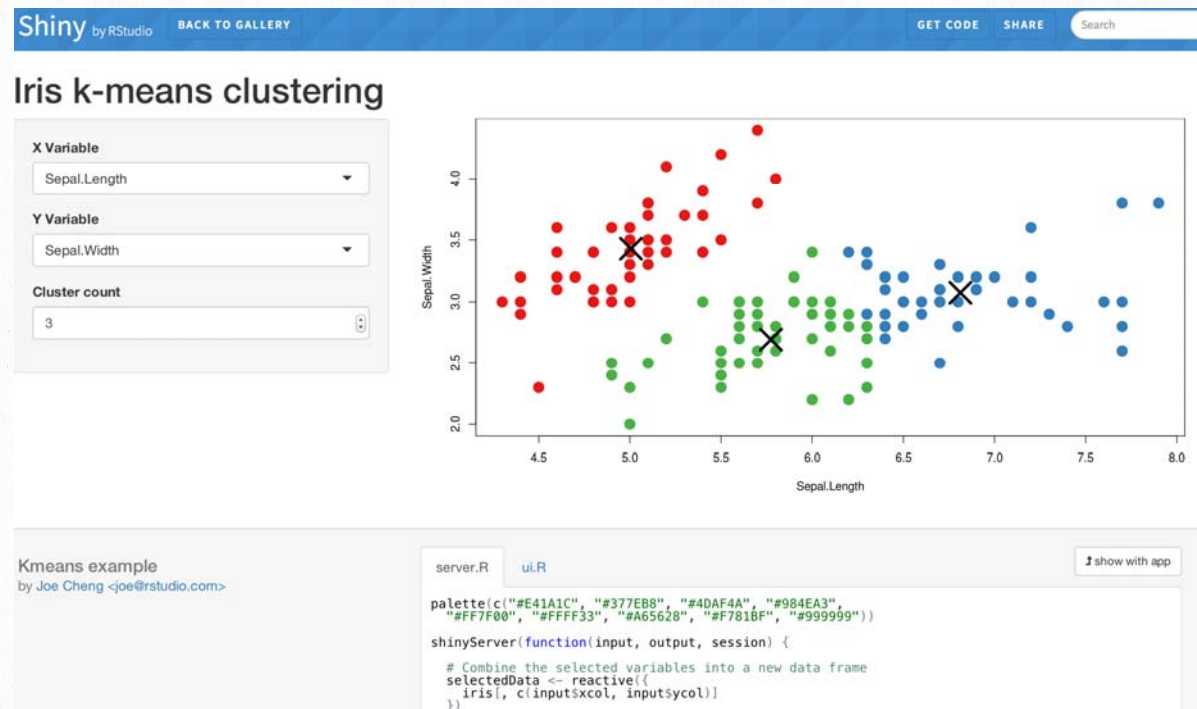 Shiny by RStudio BACK TO GALLERY GET CODE SHARE Search
Iris k-means clustering
X Variable
Sepal.Length
Y Variable
Sepal.Width
Cluster count
3
Sepal.Width
4.0
3.5
3.0
2.5
2.0
4.5 5.0 5.5 6.0 6.5 7.0 7.5 8.0
Sepal.Length
Kmeans example
by Joe Cheng <joe@rstudio.com>
server.R ui.R
show with app
palette(c("#E41A1C", "#377EB8", "#4DAF4A", "#984EA3",
"#FF7F00", "#FFFF33", "#A65628", "#F781BF", "#999999"))
shinyServer(function(input, output, session) {
# Combine the selected variables into a new data frame
selectedData <- reactive({
iris[, c(input$xcol, input$ycol)]
})